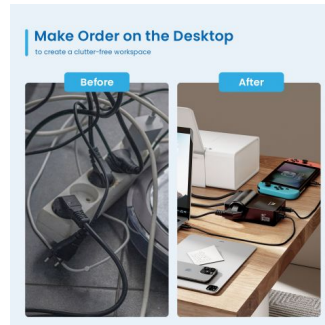 Make Order on the Desktop
to create a clutter-free workspace
Before
After